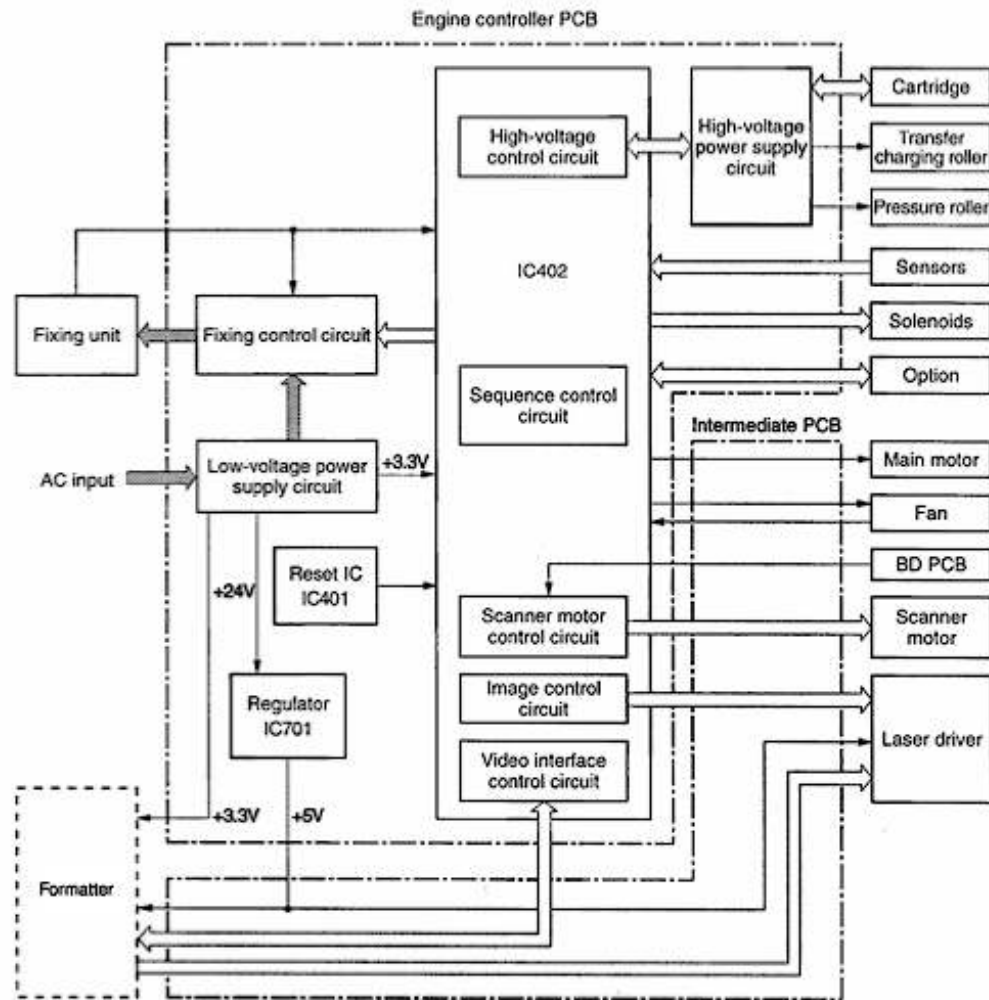 Engine controller PCB
High-voltage
control circuit
High-voltage
power supply
circuit
Cartridge
Transfer
charging roller
Pressure roller
IC402
Sensors
Fixing unit
Fixing control circuit
Solenoids
Sequence control
circuit
Option
Intermediate PCB
AC input
Low-voltage power
supply circuit
+3.3V
Main motor
Fan
+24V
Reset IC
IC401
BD PCB
Scanner motor
control circuit
Scanner
motor
Regulator
IC701
Image control
circuit
Laser driver
Video interface
control circuit
+3.3V
+5V
Formatter